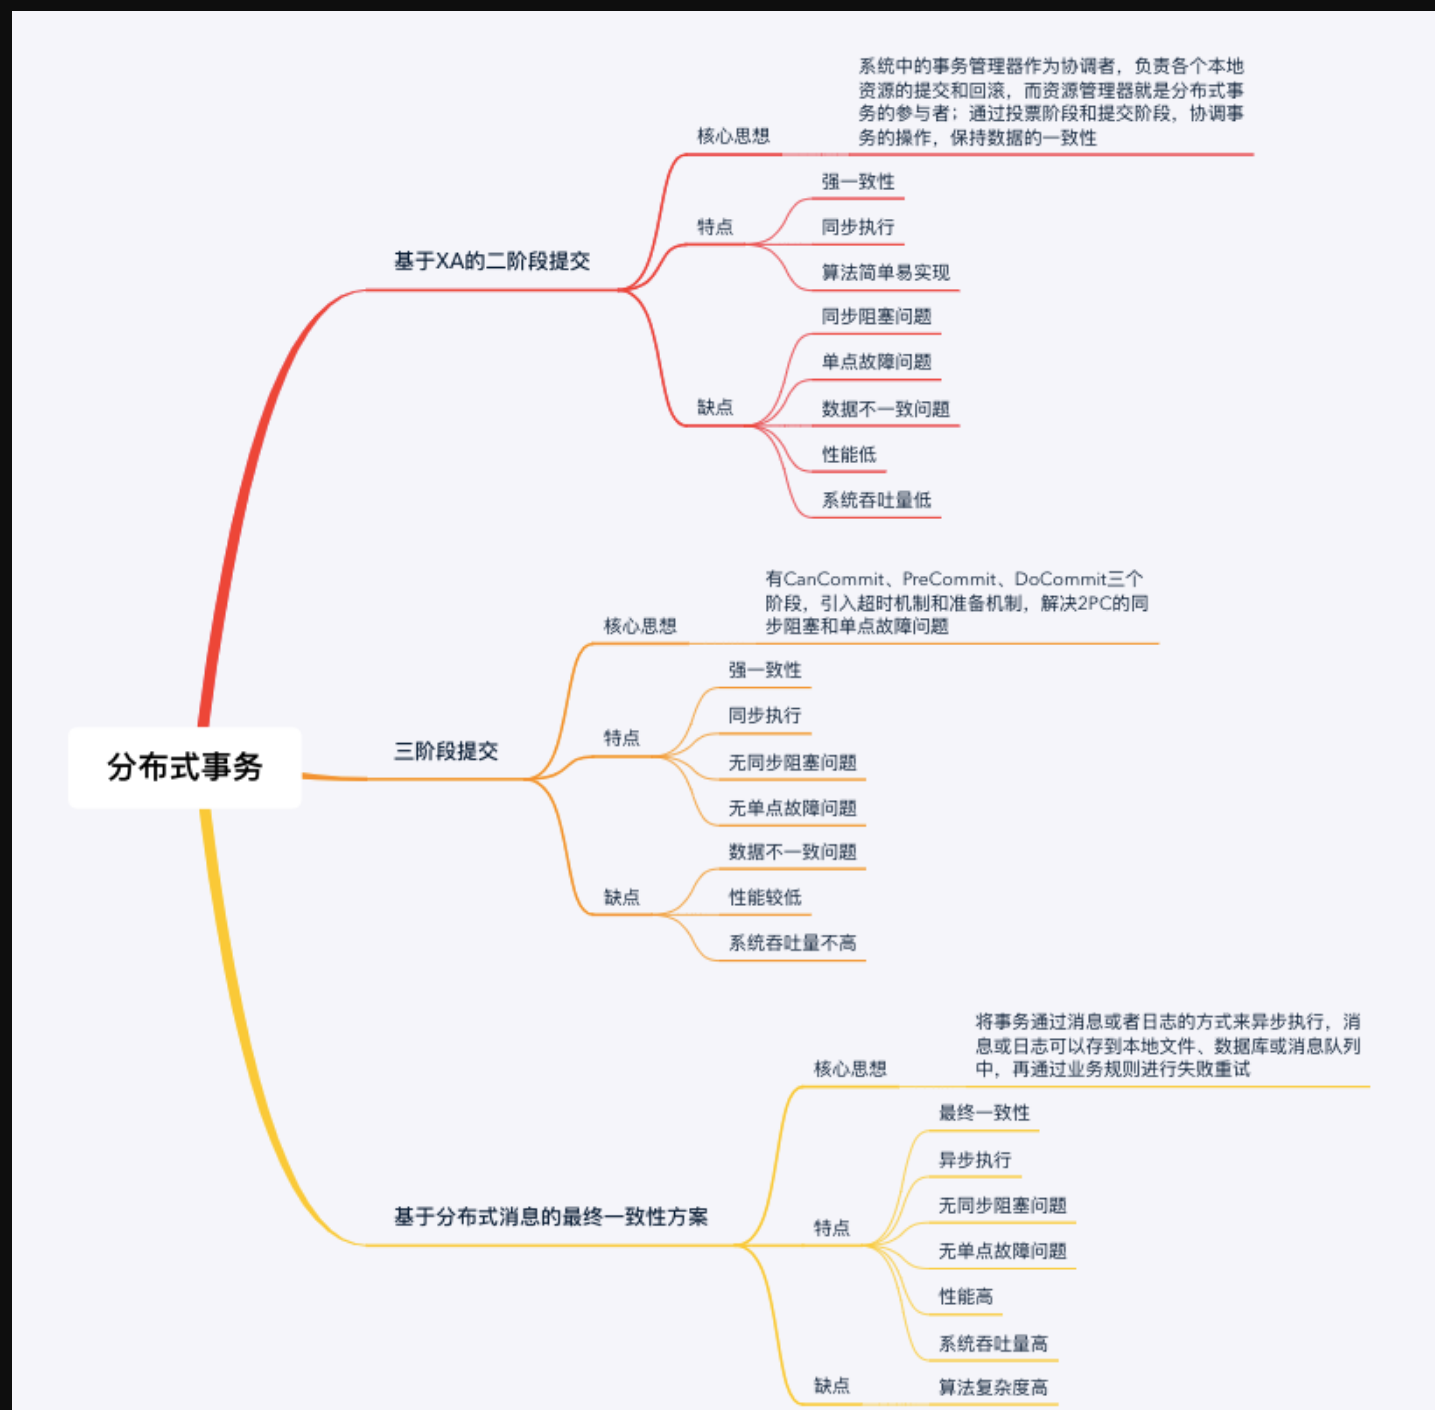 分布式事务
基于XA的二阶段提交
核心思想
系统中的事务管理器作为协调者，负责各个本地
资源的提交和回滚，而资源管理器就是分布式事
务的参与者；通过投票阶段和提交阶段，协调事
务的操作，保持数据的一致性
特点
强一致性
同步执行
算法简单易实现
缺点
同步阻塞问题
单点故障问题
数据不一致问题
性能低
系统吞吐量低
三阶段提交
核心思想
有CanCommit、PreCommit、DoCommit三个
阶段，引入超时机制和准备机制，解决2PC的同
步阻塞和单点故障问题
特点
强一致性
同步执行
无同步阻塞问题
无单点故障问题
缺点
数据不一致问题
性能较低
系统吞吐量不高
基于分布式消息的最终一致性方案
核心思想
将事务通过消息或者日志的方式来异步执行，消
息或日志可以存到本地文件、数据库或消息队列
中，再通过业务规则进行失败重试
特点
最终一致性
异步执行
无同步阻塞问题
无单点故障问题
性能高
系统吞吐量高
缺点
算法复杂度高